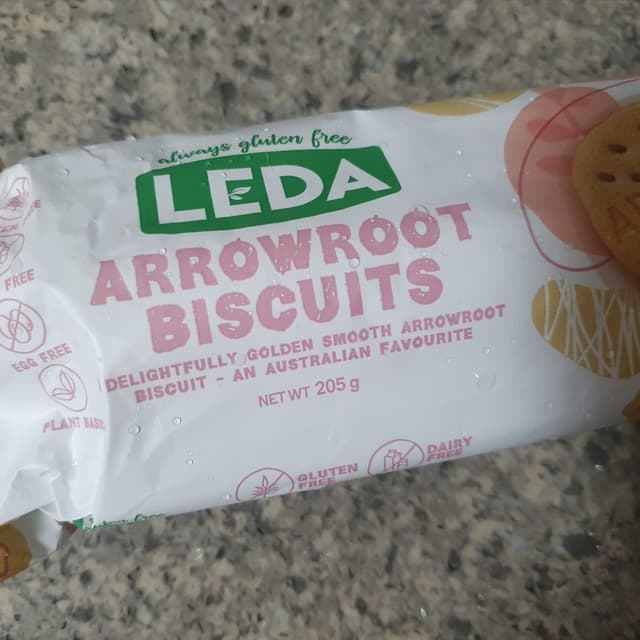 always gluten free
LEDA
ARROWROOT
BISCUITS
DELIGHTFULLY GOLDEN SMOOTH ARROWROOT
BISCUIT - AN AUSTRALIAN FAVOURITE
NET WT 205 g
GLUTEN
FREE
DAIRY
FREE
FREE
EGG FREE
PLANT BASED